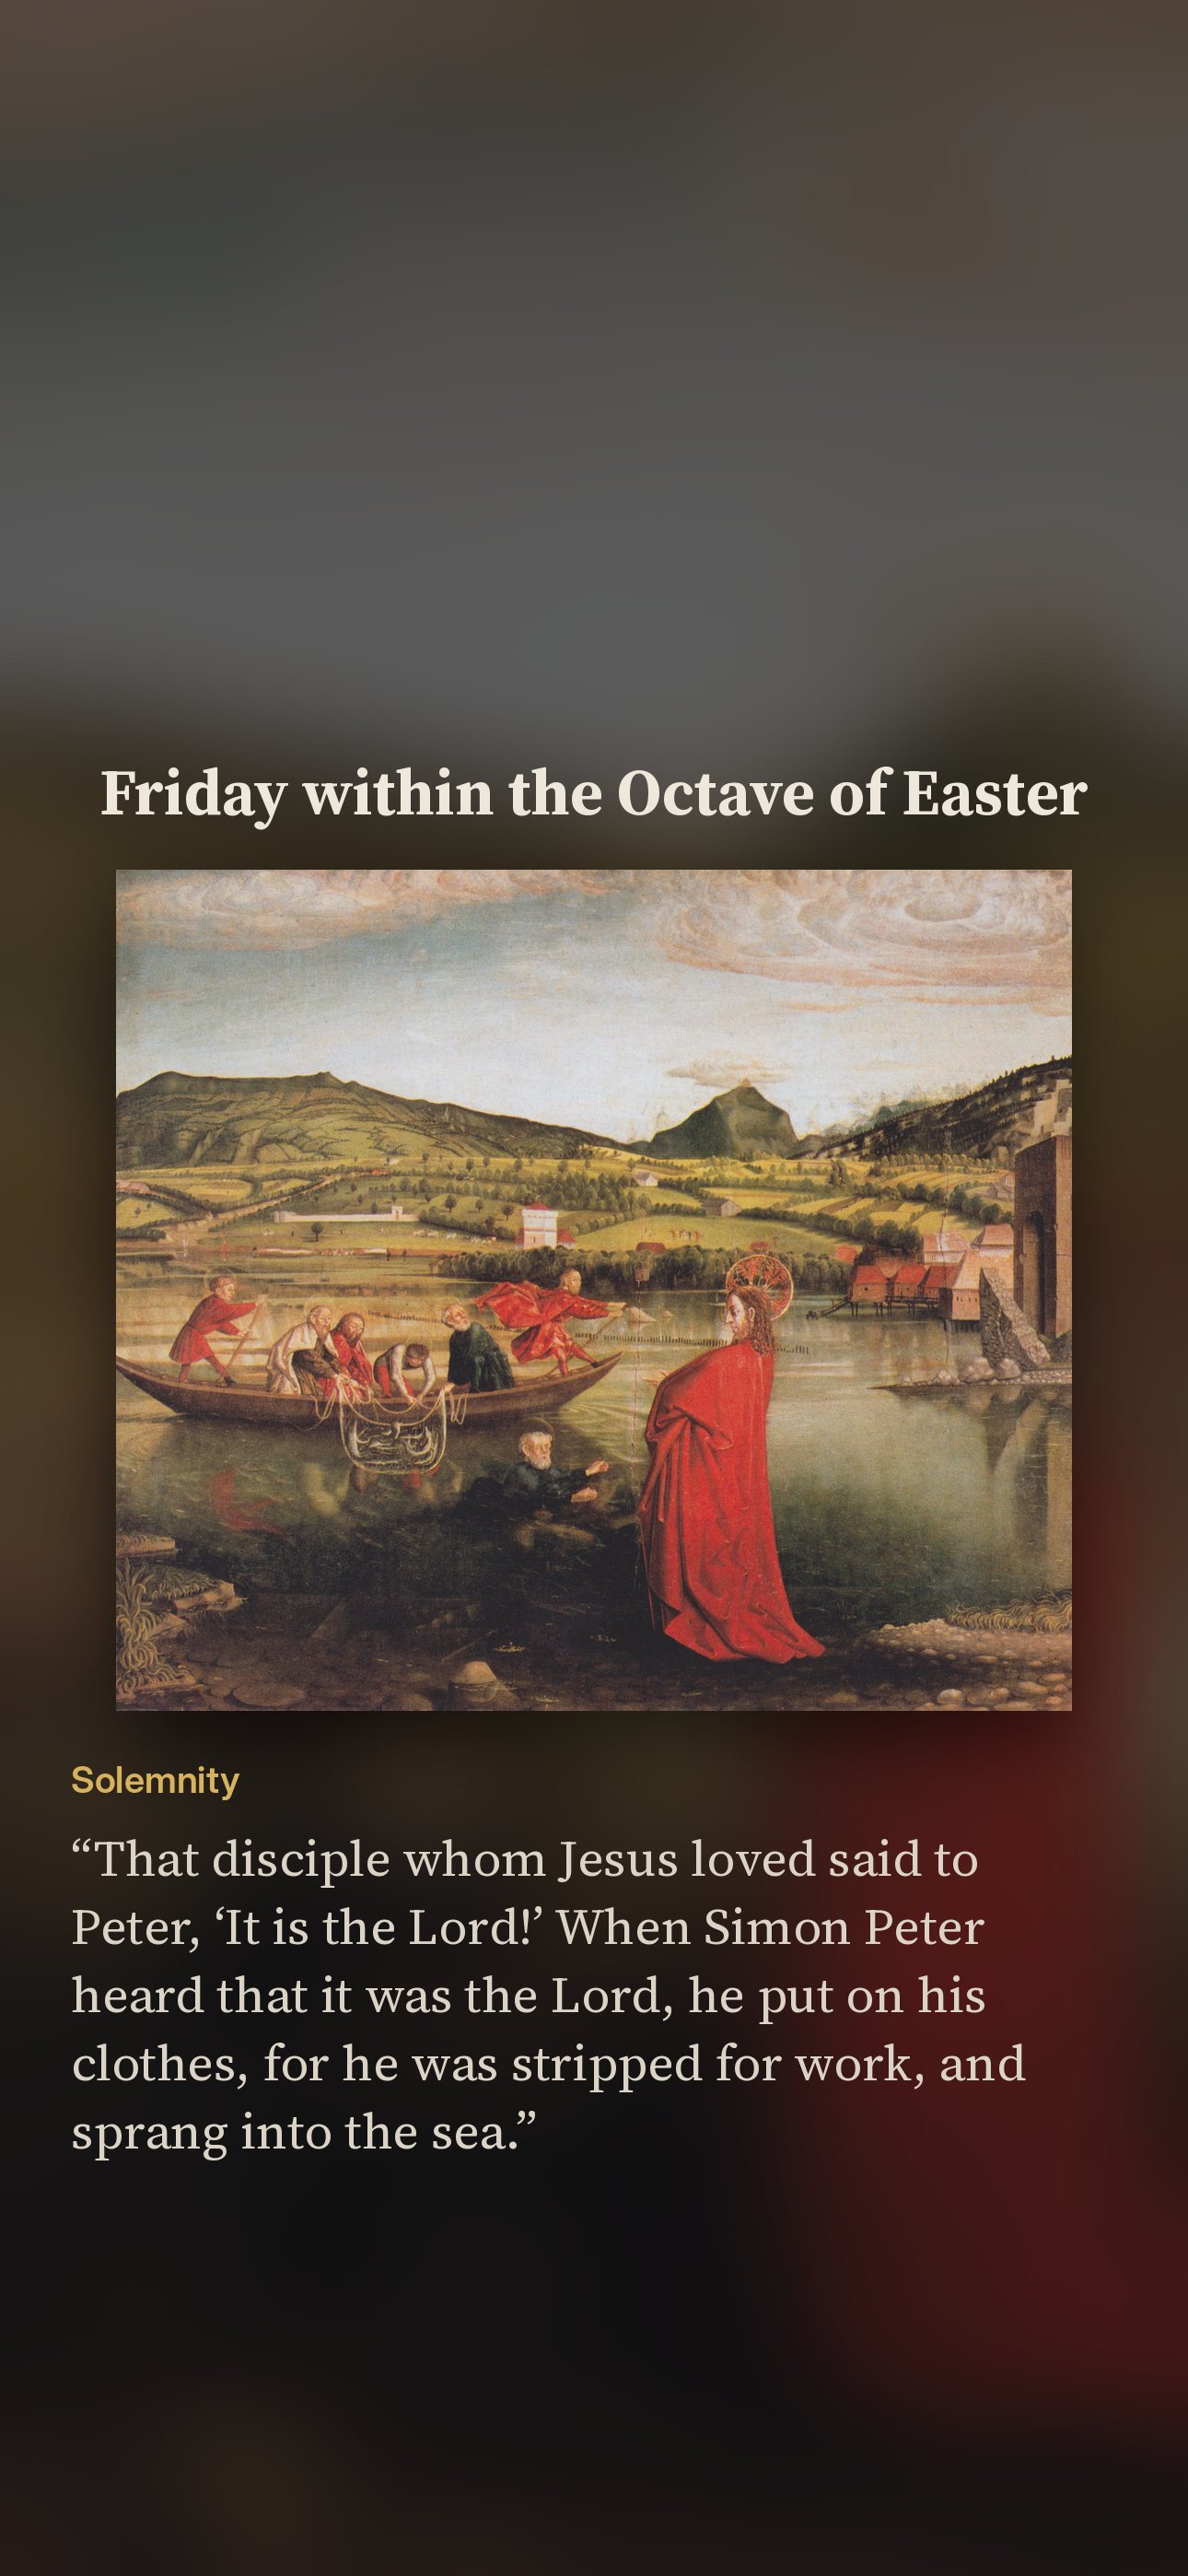 Friday within the Octave of Easter
Solemnity
“That disciple whom Jesus loved said to
Peter, ‘It is the Lord!’ When Simon Peter
heard that it was the Lord, he put on his
clothes, for he was stripped for work, and
sprang into the sea.”